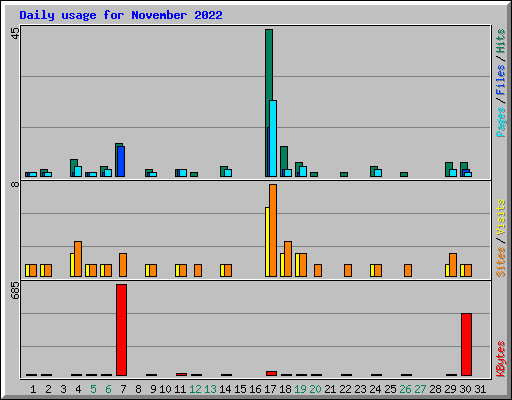 Daily usage for November 2022
45
8
685
Pages / Files / Hits
Sites / Visits
KBytes
1 2 3 4 5 6 7 8 9 10 11 12 13 14 15 16 17 18 19 20 21 22 23 24 25 26 27 28 29 30 31